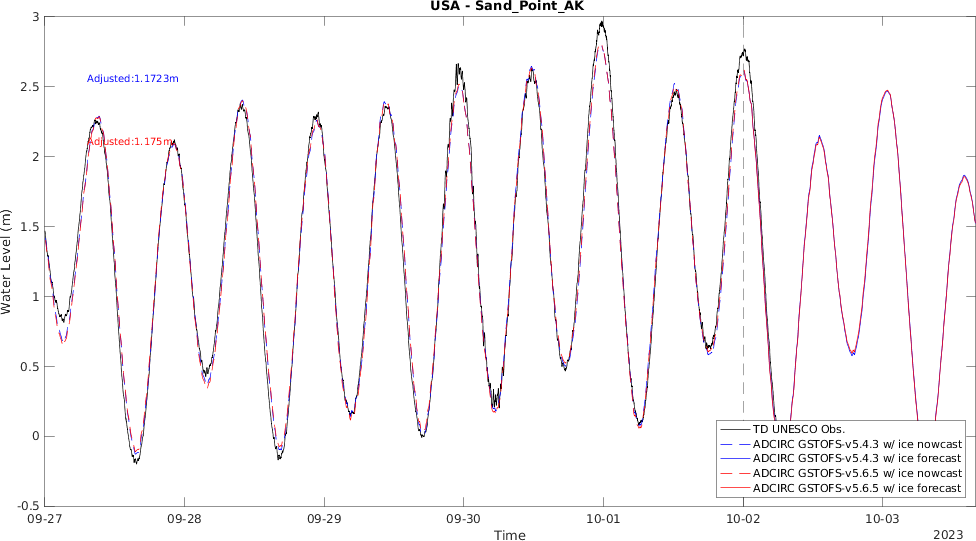 USA - Sand_Point_AK
Water Level (m)
3
2.5
2
1.5
1
0.5
0
-0.5
Adjusted:1.1723m
Adjusted:1.175m
TD UNESCO Obs.
ADCIRC GSTOFS-v5.4.3 w/ ice nowcast
ADCIRC GSTOFS-v5.4.3 w/ ice forecast
ADCIRC GSTOFS-v5.6.5 w/ ice nowcast
ADCIRC GSTOFS-v5.6.5 w/ ice forecast
09-27 09-28 09-29 09-30 10-01 10-02 10-03
Time
2023